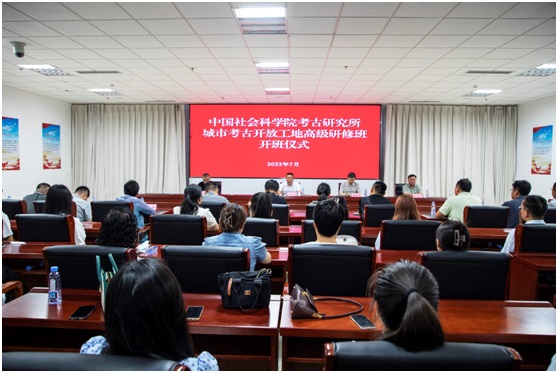 中国社会科学院考古研究所
城市考古开放工地高级研修班
开班仪式
2023年7月